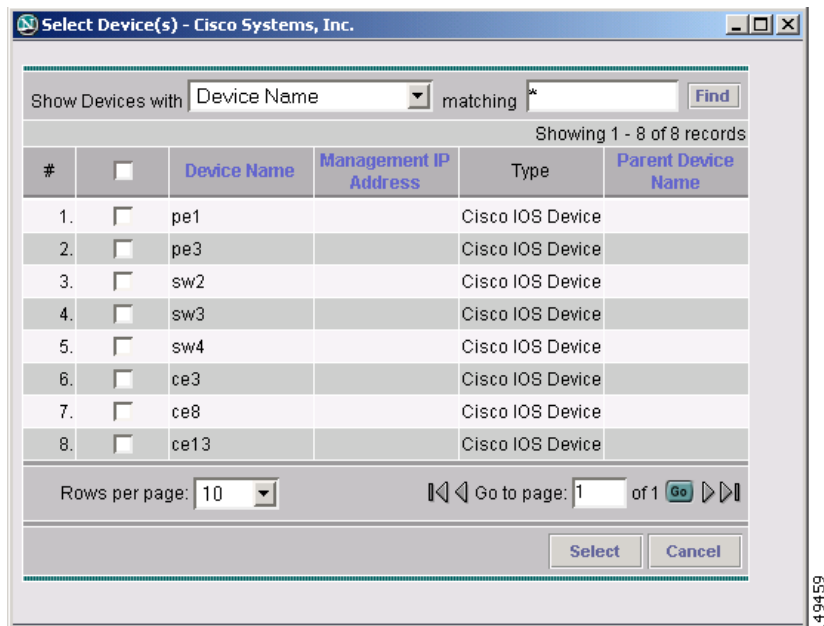 Select Device(s) - Cisco Systems, Inc.
Show Devices with Device Name matching * Find
Showing 1 - 8 of 8 records
# Device Name Management IP Address Type Parent Device Name
1. pe1 Cisco IOS Device
2. pe3 Cisco IOS Device
3. sw2 Cisco IOS Device
4. sw3 Cisco IOS Device
5. sw4 Cisco IOS Device
6. ce3 Cisco IOS Device
7. ce8 Cisco IOS Device
8. ce13 Cisco IOS Device
Rows per page: 10 Go to page: 1 of 1 Go
Select Cancel
49459